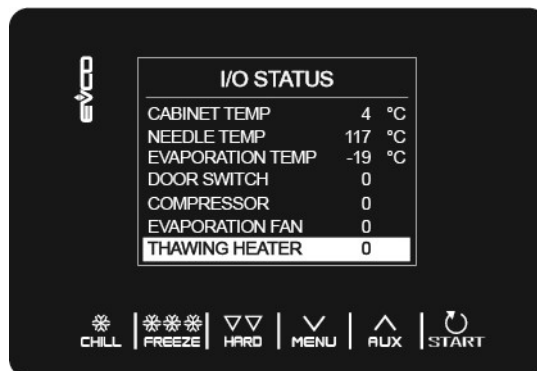 evco
I/O STATUS
CABINET TEMP 4 °C
NEEDLE TEMP 117 °C
EVAPORATION TEMP -19 °C
DOOR SWITCH 0
COMPRESSOR 0
EVAPORATION FAN 0
THAWING HEATER 0
CHILL FREEZE HARD MENU AUX START